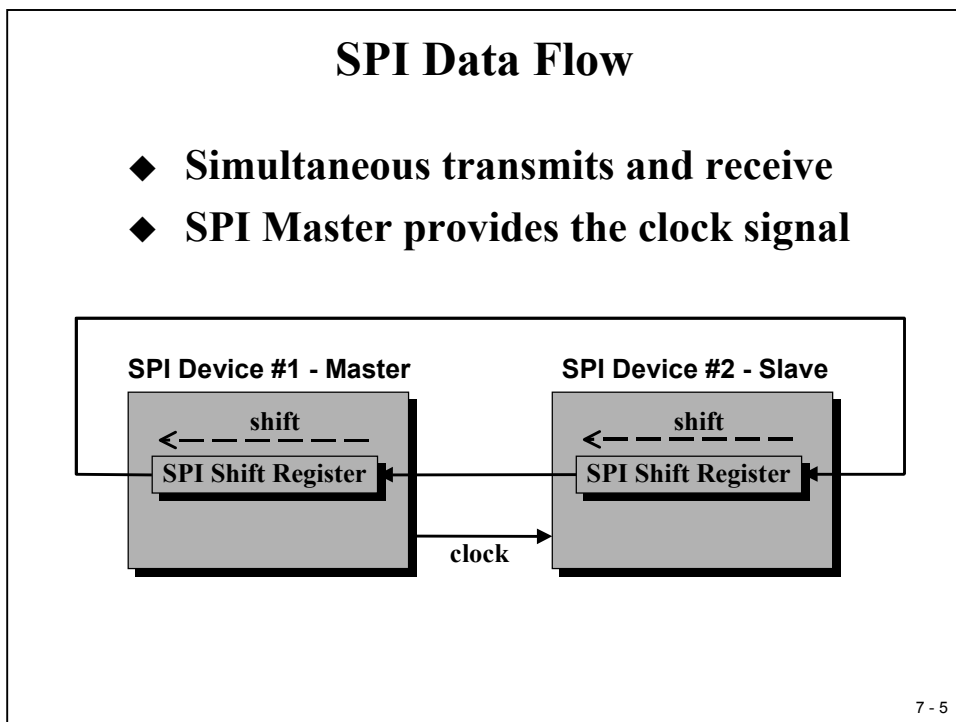 SPI Data Flow
◆ Simultaneous transmits and receive
◆ SPI Master provides the clock signal
SPI Device #1 - Master
SPI Device #2 - Slave
shift
shift
SPI Shift Register
SPI Shift Register
clock
7 - 5